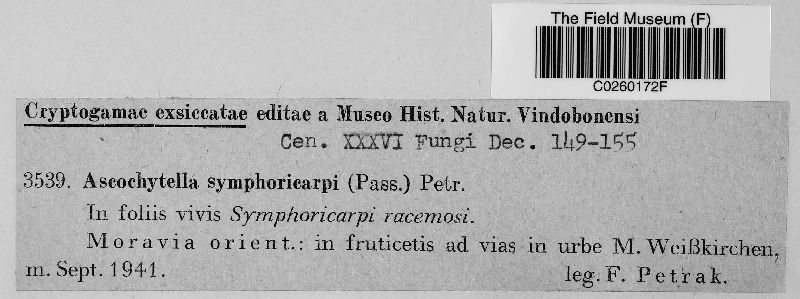 The Field Museum (F)
C0260172F
Cryptogamae exsiccatae editae a Museo Hist. Natur. Vindobonensi
Cen. XXXVI Fungi Dec. 149-155
3539. Ascochytella symphoricarpi (Pass.) Petr.
In foliis vivis Symphoricarpi racemosi.
Moravia orient.: in fruticetis ad vias in urbe M. Weißkirchen,
m. Sept. 1941. leg. F. Petrak.